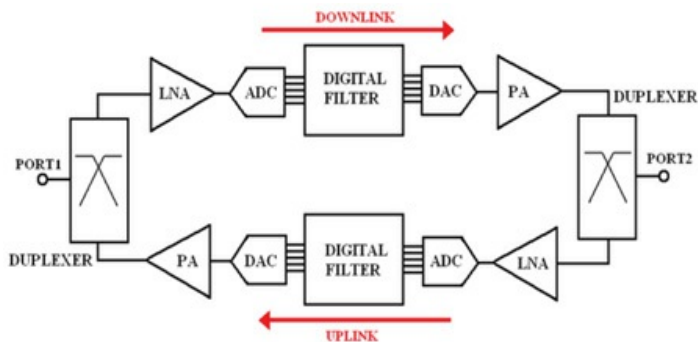 DOWNLINK
LNA
ADC
DIGITAL
FILTER
DAC
PA
DUPLEXER
PORT1
PORT2
DUPLEXER
PA
DAC
DIGITAL
FILTER
ADC
LNA
UPLINK